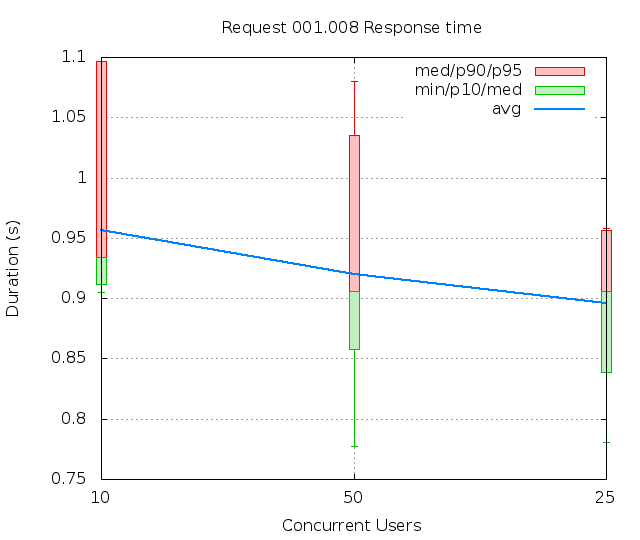 Request 001.008 Response time
med/p90/p95
min/p10/med
avg
1.1
1.05
1
0.95
0.9
0.85
0.8
0.75
Duration (s)
10 50 25
Concurrent Users